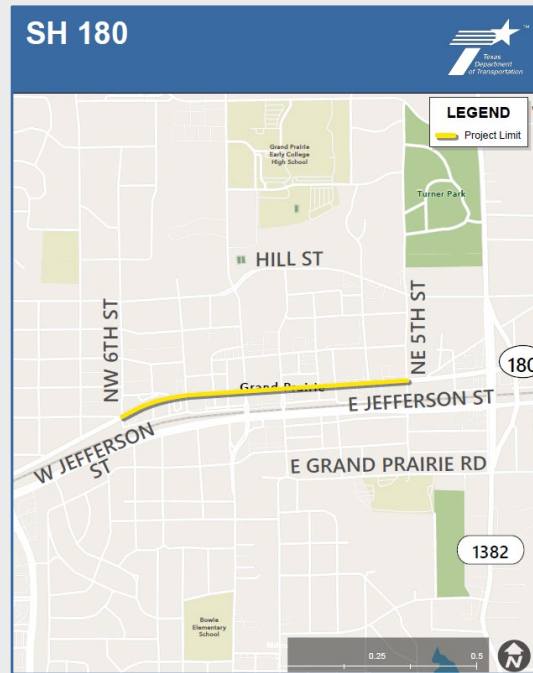 SH 180
Texas
Department
of Transportation
LEGEND
Project Limit
Grand Prairie
Early College
High School
Turner Park
HILL ST
NW 6TH ST
NE 5TH ST
180
Grand Prairie
E JEFFERSON ST
W JEFFERSON
ST
E GRAND PRAIRIE RD
1382
Bowie
Elementary
School
0.25
0.5
N